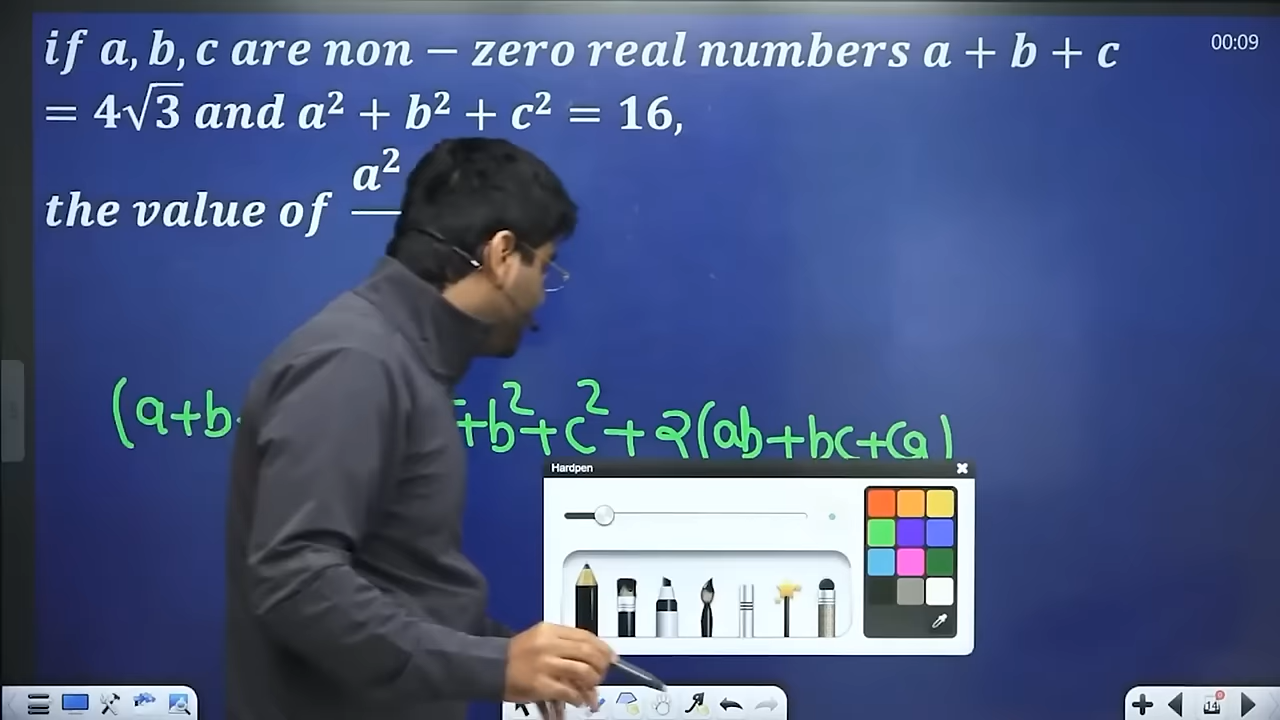 if a, b, c are non − zero real numbers a + b + c
00:09
= 4√3 and a² + b² + c² = 16,
the value of a²
(a+b +b²+c²+2(ab+bc+ca)
Hardpen
14